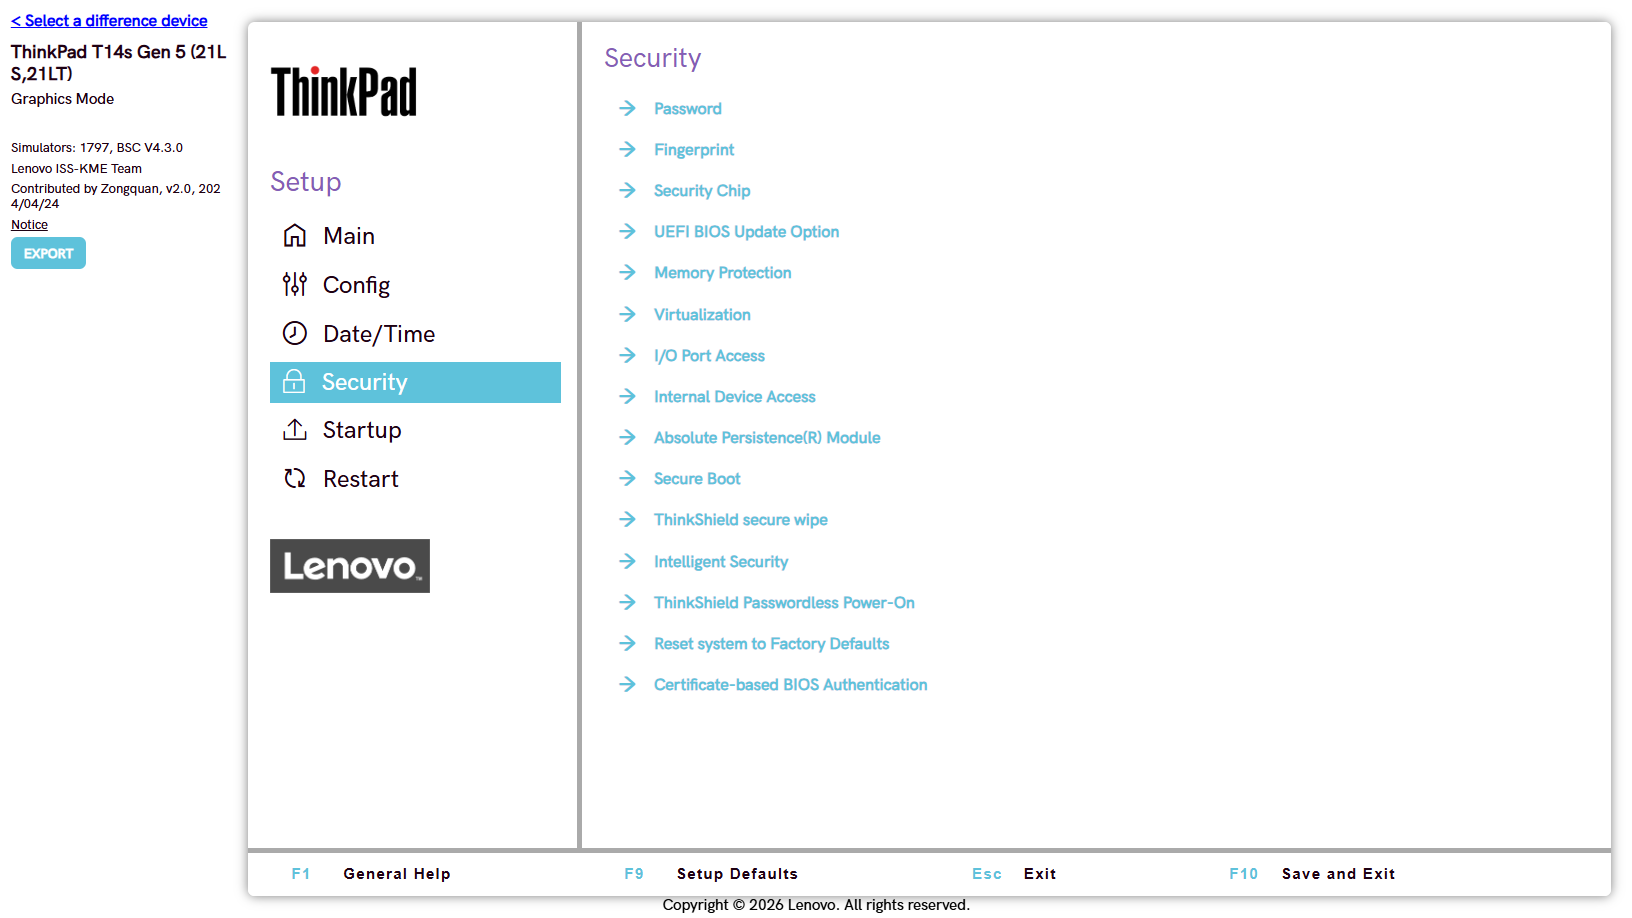 < Select a difference device
ThinkPad T14s Gen 5 (21L
S,21LT)
Graphics Mode
Simulators: 1797, BSC V4.3.0
Lenovo ISS-KME Team
Contributed by Zongquan, v2.0, 202
4/04/24
Notice
EXPORT
ThinkPad
Setup
Main
Config
Date/Time
Security
Startup
Restart
Lenovo™
Security
Password
Fingerprint
Security Chip
UEFI BIOS Update Option
Memory Protection
Virtualization
I/O Port Access
Internal Device Access
Absolute Persistence(R) Module
Secure Boot
ThinkShield secure wipe
Intelligent Security
ThinkShield Passwordless Power-On
Reset system to Factory Defaults
Certificate-based BIOS Authentication
F1 General Help F9 Setup Defaults Esc Exit F10 Save and Exit
Copyright © 2026 Lenovo. All rights reserved.